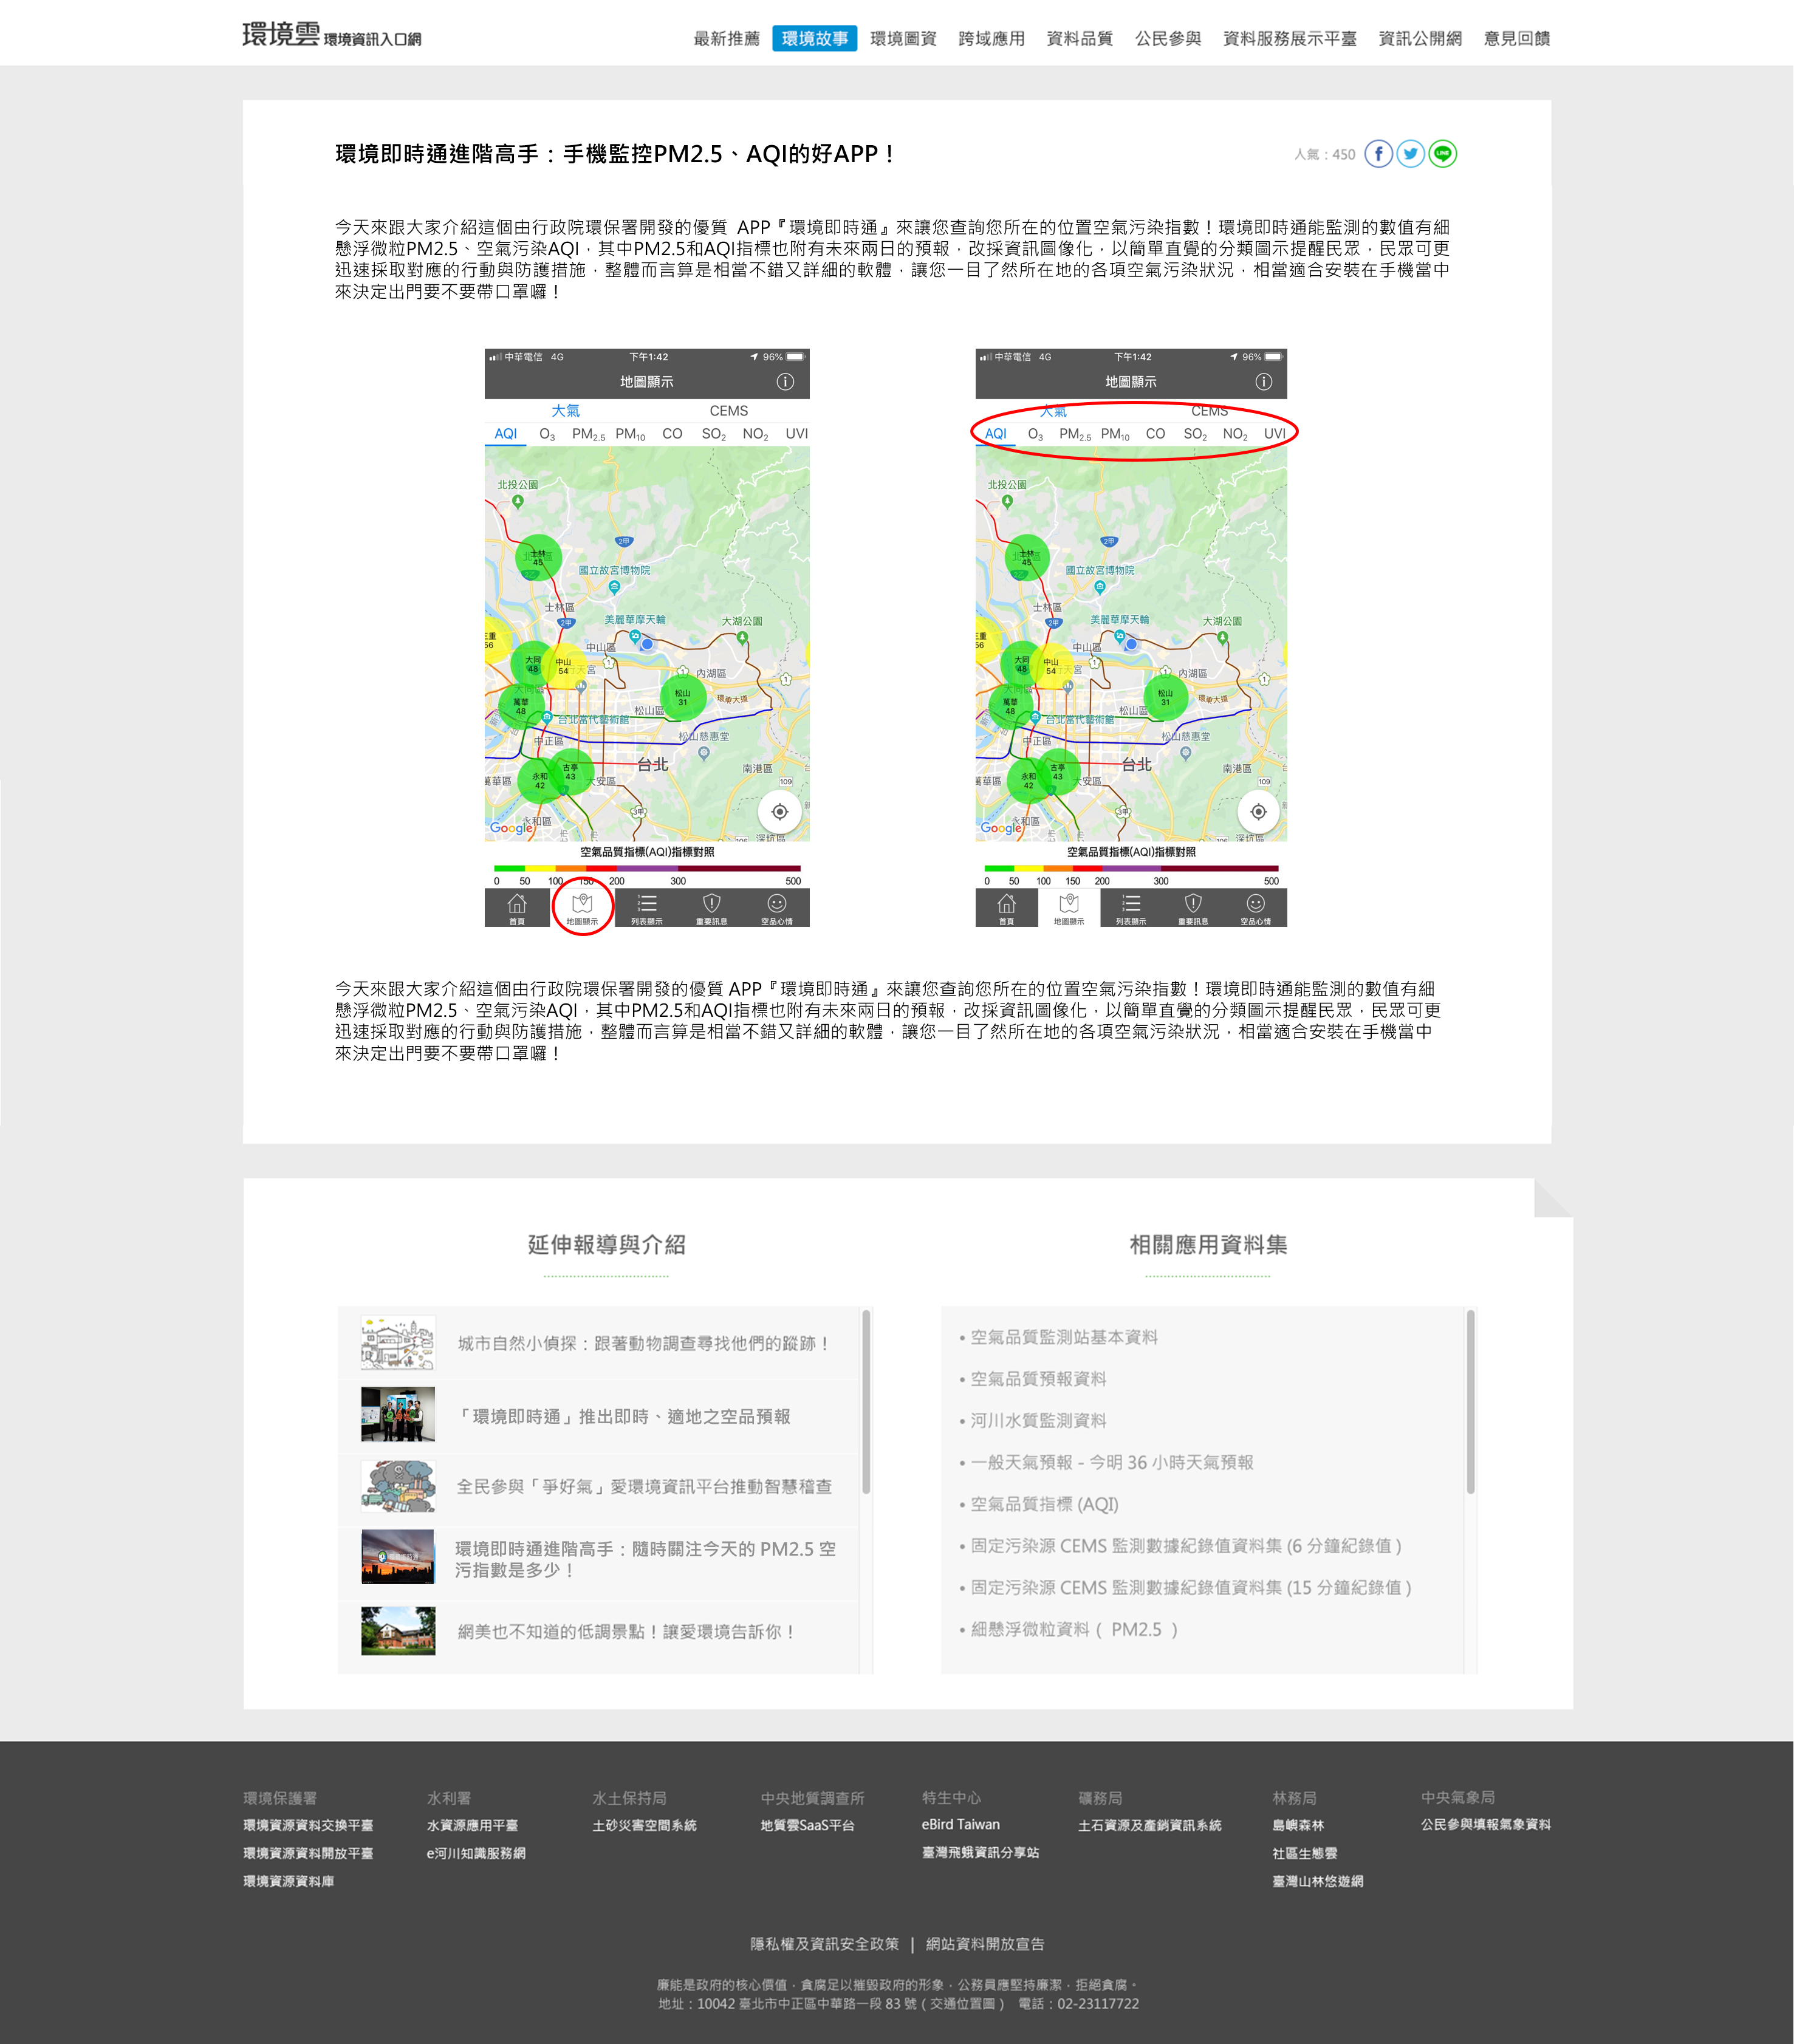 環境雲 環境資訊入口網
最新推薦 環境故事 環境圖資 跨域應用 資料品質 公民參與 資料服務展示平臺 資訊公開網 意見回饋
環境即時通進階高手：手機監控PM2.5、AQI的好APP！
人氣：450
LINE
今天來跟大家介紹這個由行政院環保署開發的優質 APP『環境即時通』來讓您查詢您所在的位置空氣污染指數！環境即時通能監測的數值有細
懸浮微粒PM2.5、空氣污染AQI，其中PM2.5和AQI指標也附有未來兩日的預報，改採資訊圖像化，以簡單直覺的分類圖示提醒民眾，民眾可更
迅速採取對應的行動與防護措施，整體而言算是相當不錯又詳細的軟體，讓您一目了然所在地的各項空氣污染狀況，相當適合安裝在手機當中
來決定出門要不要帶口罩囉！
中華電信 4G 下午1:42 96%
地圖顯示
大氣 CEMS
AQI O3 PM2.5 PM10 CO SO2 NO2 UVI
北投公園
2甲
士林
45
國立故宮博物院
士林區
2甲
美麗華摩天輪
大湖公園
三重
56
中山區
大同
48
中山
54
天宮
1
1
內湖區
1
大同區
松山
31
環東大道
萬華
48
松山區
台北當代藝術館
中正區
松山慈惠堂
台北
南港區
古亭
43
永和
42
大安區
萬華區
109
3甲
永和區
Google
深坑區
空氣品質指標(AQI)指標對照
0 50 100 150 200 300 500
首頁 地圖顯示 列表顯示 重要訊息 空品心情
中華電信 4G 下午1:42 96%
地圖顯示
大氣 CEMS
AQI O3 PM2.5 PM10 CO SO2 NO2 UVI
北投公園
2甲
士林
45
國立故宮博物院
士林區
2甲
美麗華摩天輪
大湖公園
三重
56
中山區
大同
48
中山
54
天宮
1
1
內湖區
1
大同區
松山
31
環東大道
萬華
48
松山區
台北當代藝術館
中正區
松山慈惠堂
台北
南港區
古亭
43
永和
42
大安區
萬華區
109
3甲
永和區
Google
深坑區
空氣品質指標(AQI)指標對照
0 50 100 150 200 300 500
首頁 地圖顯示 列表顯示 重要訊息 空品心情
今天來跟大家介紹這個由行政院環保署開發的優質 APP『環境即時通』來讓您查詢您所在的位置空氣污染指數！環境即時通能監測的數值有細
懸浮微粒PM2.5、空氣污染AQI，其中PM2.5和AQI指標也附有未來兩日的預報，改採資訊圖像化，以簡單直覺的分類圖示提醒民眾，民眾可更
迅速採取對應的行動與防護措施，整體而言算是相當不錯又詳細的軟體，讓您一目了然所在地的各項空氣污染狀況，相當適合安裝在手機當中
來決定出門要不要帶口罩囉！
延伸報導與介紹
城市自然小偵探：跟著動物調查尋找他們的蹤跡！
「環境即時通」推出即時、適地之空品預報
全民參與「爭好氣」愛環境資訊平台推動智慧稽查
環境即時通進階高手：隨時關注今天的 PM2.5 空
污指數是多少！
網美也不知道的低調景點！讓愛環境告訴你！
相關應用資料集
• 空氣品質監測站基本資料
• 空氣品質預報資料
• 河川水質監測資料
• 一般天氣預報 - 今明 36 小時天氣預報
• 空氣品質指標 (AQI)
• 固定污染源 CEMS 監測數據紀錄值資料集 (6 分鐘紀錄值 )
• 固定污染源 CEMS 監測數據紀錄值資料集 (15 分鐘紀錄值 )
• 細懸浮微粒資料（ PM2.5 ）
環境保護署 水利署 水土保持局 中央地質調查所 特生中心 礦務局 林務局 中央氣象局
環境資源資料交換平臺 水資源應用平臺 土砂災害空間系統 地質雲SaaS平台 eBird Taiwan 土石資源及產銷資訊系統 島嶼森林 公民參與填報氣象資料
環境資源資料開放平臺 e河川知識服務網 臺灣飛蛾資訊分享站 社區生態雲
環境資源資料庫 臺灣山林悠遊網
隱私權及資訊安全政策 | 網站資料開放宣告
廉能是政府的核心價值，貪腐足以摧毀政府的形象，公務員應堅持廉潔，拒絕貪腐。
地址：10042 臺北市中正區中華路一段 83 號（交通位置圖） 電話：02-23117722